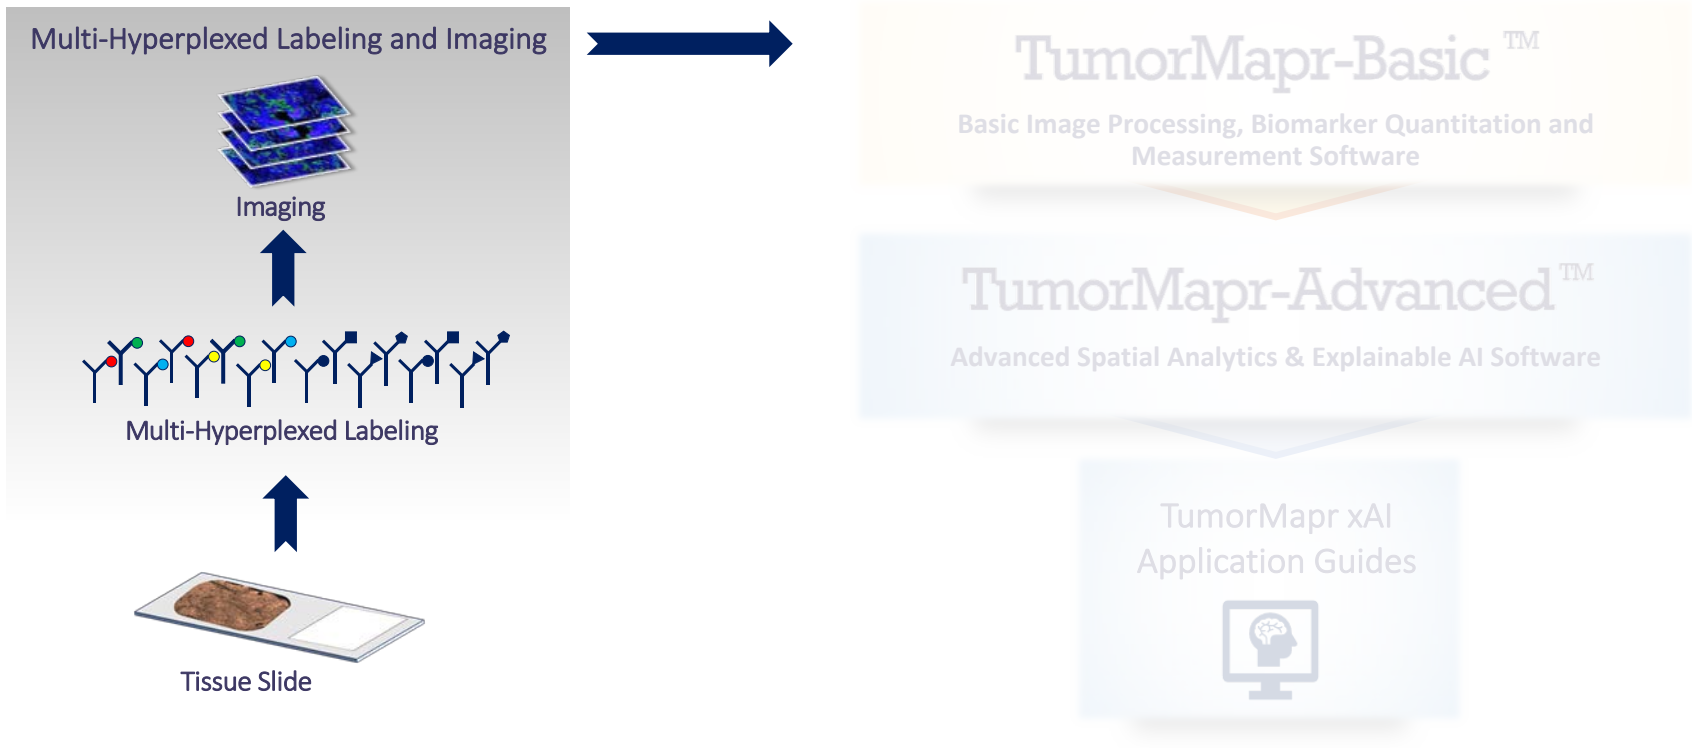 Multi-Hyperplexed Labeling and Imaging
Imaging
Multi-Hyperplexed Labeling
Tissue Slide
TumorMapr-Basic™
Basic Image Processing, Biomarker Quantitation and
Measurement Software
TumorMapr-Advanced™
Advanced Spatial Analytics & Explainable AI Software
TumorMapr xAI
Application Guides